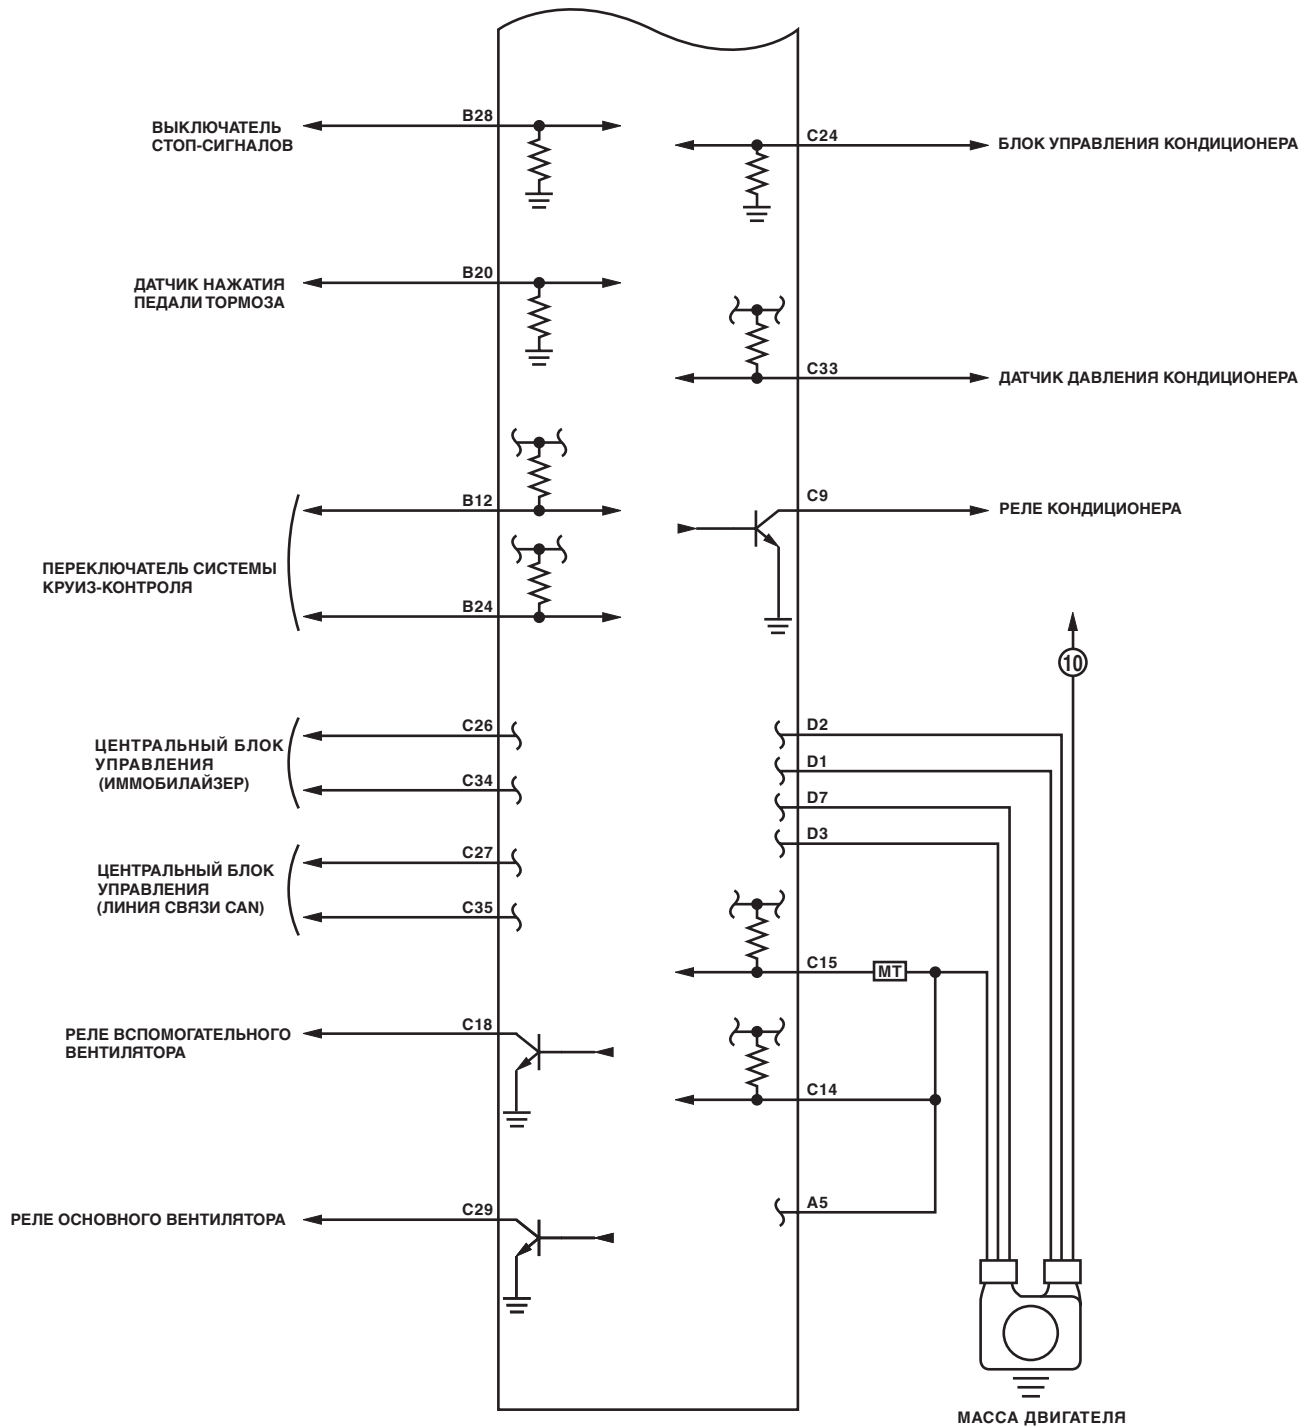 B28
ВЫКЛЮЧАТЕЛЬ
СТОП-СИГНАЛОВ
C24
БЛОК УПРАВЛЕНИЯ КОНДИЦИОНЕРА
B20
ДАТЧИК НАЖАТИЯ
ПЕДАЛИ ТОРМОЗА
C33
ДАТЧИК ДАВЛЕНИЯ КОНДИЦИОНЕРА
B12
C9
РЕЛЕ КОНДИЦИОНЕРА
ПЕРЕКЛЮЧАТЕЛЬ СИСТЕМЫ
КРУИЗ-КОНТРОЛЯ
B24
10
C26
D2
ЦЕНТРАЛЬНЫЙ БЛОК
УПРАВЛЕНИЯ
(ИММОБИЛАЙЗЕР)
C34
D1
D7
D3
C27
ЦЕНТРАЛЬНЫЙ БЛОК
УПРАВЛЕНИЯ
(ЛИНИЯ СВЯЗИ CAN)
C35
C15
MT
C18
РЕЛЕ ВСПОМОГАТЕЛЬНОГО
ВЕНТИЛЯТОРА
C14
C29
A5
РЕЛЕ ОСНОВНОГО ВЕНТИЛЯТОРА
МАССА ДВИГАТЕЛЯ